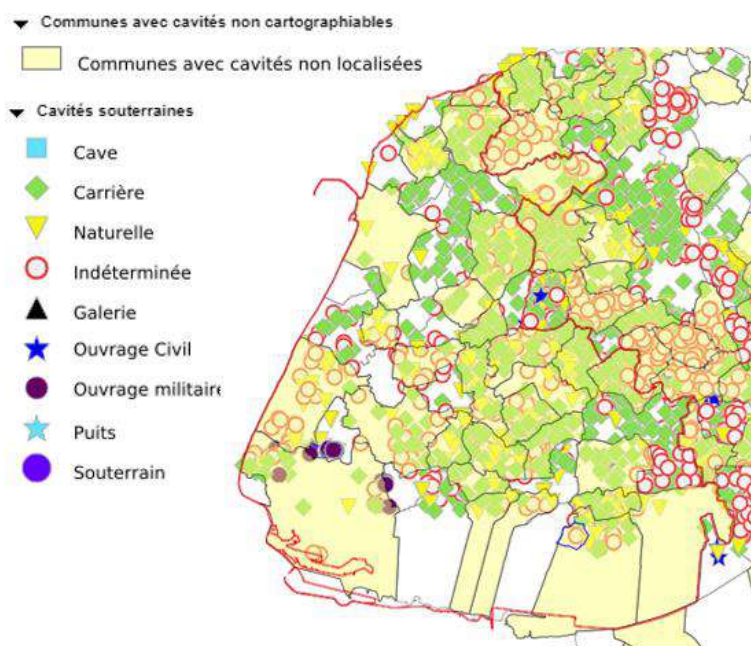 Communes avec cavités non cartographiables
Communes avec cavités non localisées
Cavités souterraines
Cave
Carrière
Naturelle
Indéterminée
Galerie
Ouvrage Civil
Ouvrage militaire
Puits
Souterrain